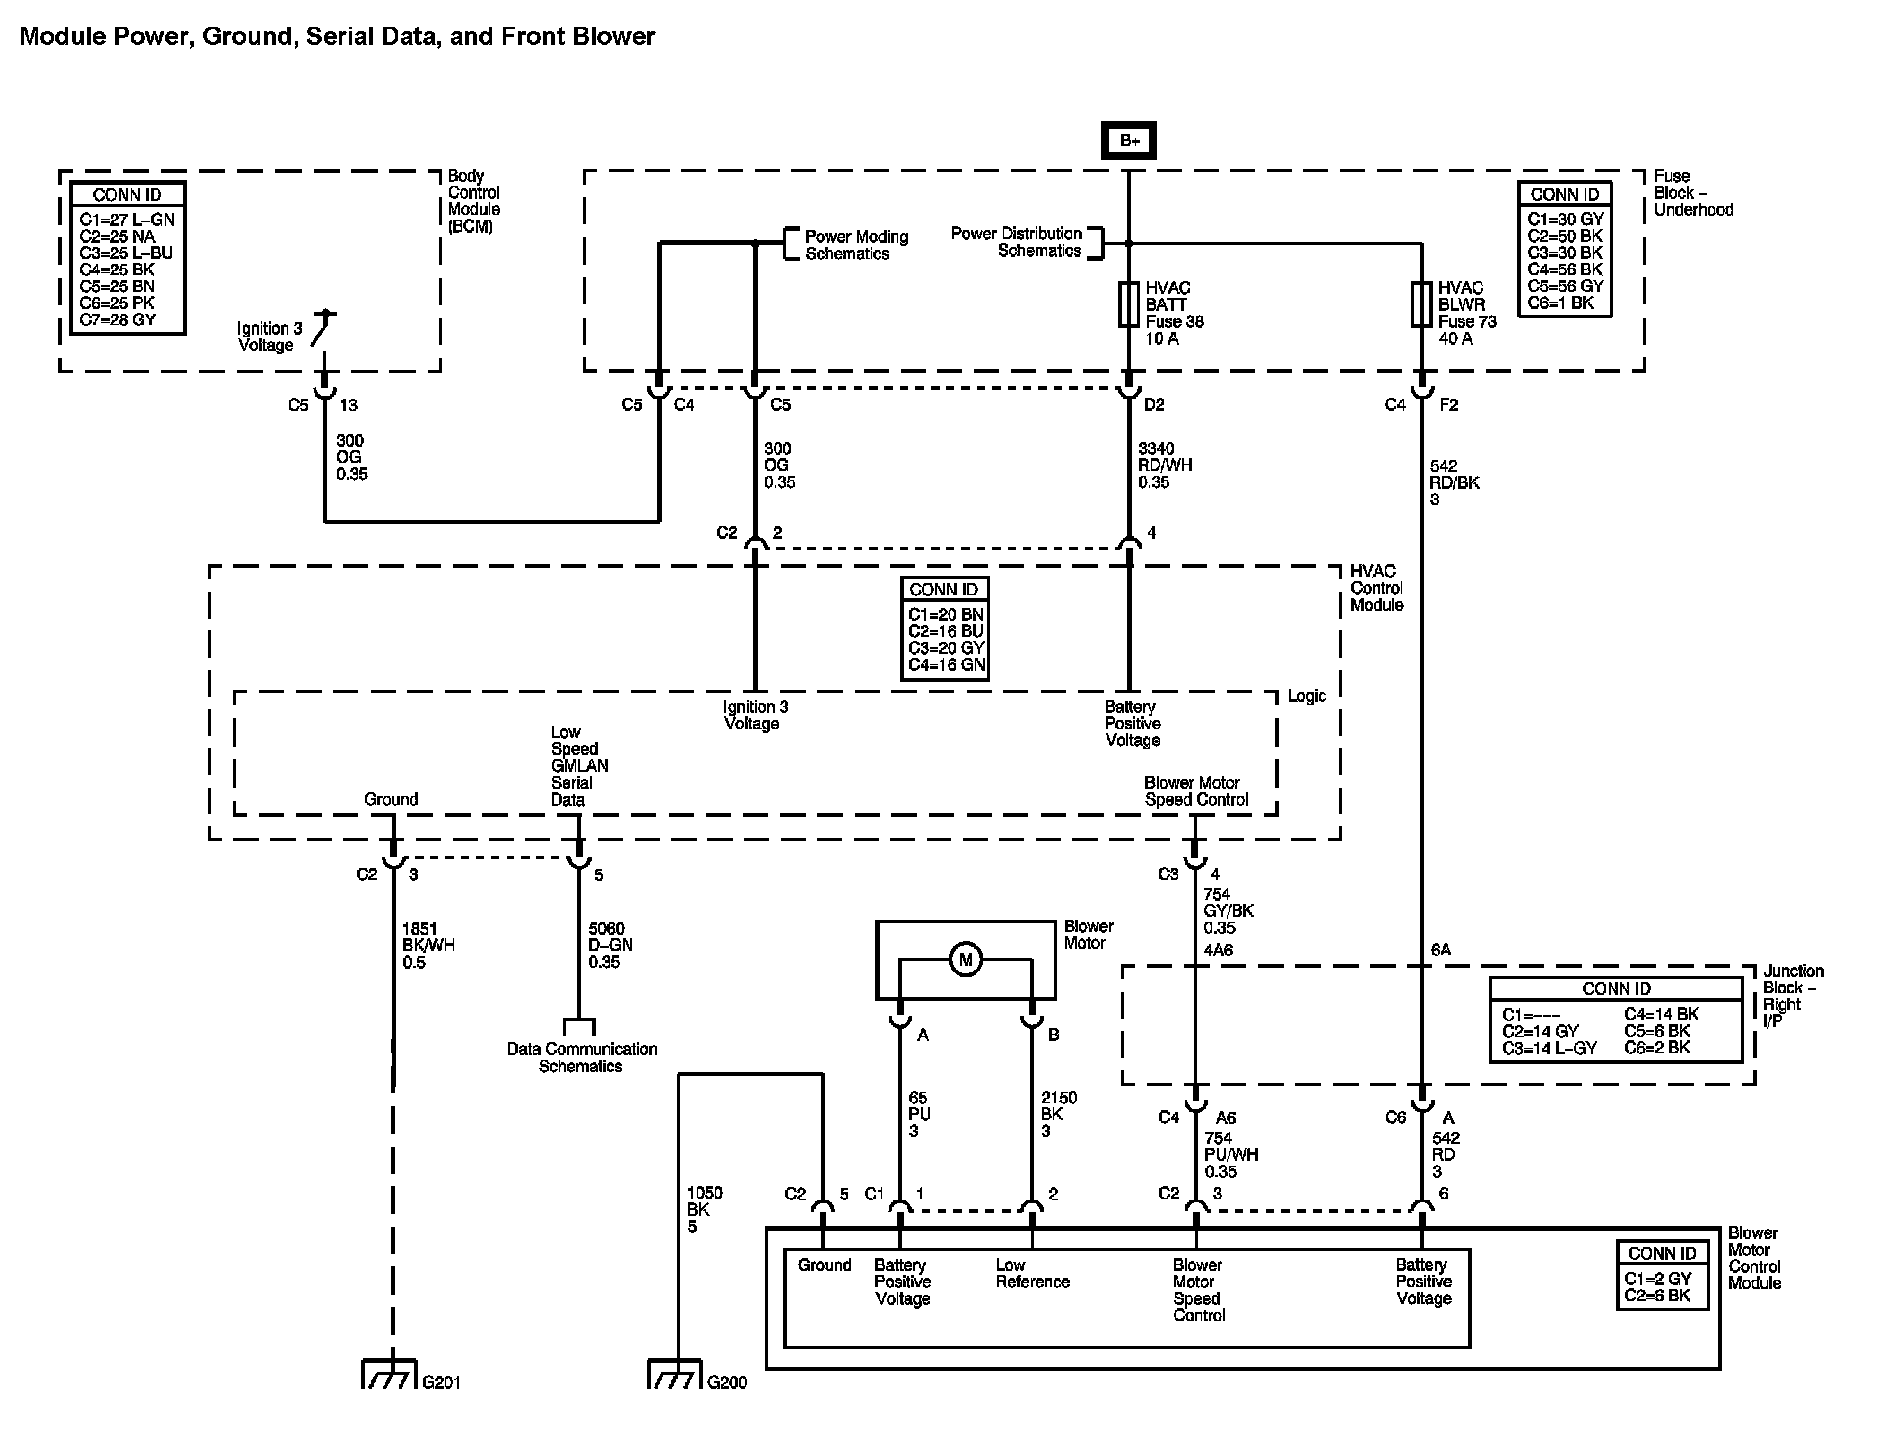 Module Power, Ground, Serial Data, and Front Blower
B+
CONN ID
C1=27 L-GN
C2=25 NA
C3=25 L-BU
C4=25 BK
C5=25 BN
C6=25 PK
C7=28 GY
Ignition 3
Voltage
Body
Control
Module
(BCM)
Power Moding
Schematics
Power Distribution
Schematics
HVAC
BATT
Fuse 38
10 A
HVAC
BLWR
Fuse 73
40 A
CONN ID
C1=30 GY
C2=50 BK
C3=30 BK
C4=56 BK
C5=56 GY
C6=1 BK
Fuse
Block –
Underhood
C5 13
C5 C4
C5
D2
C4 F2
300
OG
0.35
300
OG
0.35
3340
RD/WH
0.35
542
RD/BK
3
C2 2
4
HVAC
Control
Module
CONN ID
C1=20 BN
C2=16 BU
C3=20 GY
C4=16 GN
Logic
Ignition 3
Voltage
Battery
Positive
Voltage
Low
Speed
GMLAN
Serial
Data
Ground
Blower Motor
Speed Control
C2 3
5
C3 4
1851
BK/WH
0.5
5060
D-GN
0.35
754
GY/BK
0.35
4A6
6A
Data Communication
Schematics
Blower
Motor
M
A
B
Junction
Block –
Right
I/P
CONN ID
C1=---
C2=14 GY
C3=14 L-GY
C4=14 BK
C5=6 BK
C6=2 BK
65
PU
3
2150
BK
3
C4 A6
C6 A
754
PU/WH
0.35
542
RD
3
1050
BK
5
C2 5
C1 1
2
C2 3
6
Ground
Battery
Positive
Voltage
Low
Reference
Blower
Motor
Speed
Control
Battery
Positive
Voltage
CONN ID
C1=2 GY
C2=6 BK
Blower
Motor
Control
Module
G201
G200